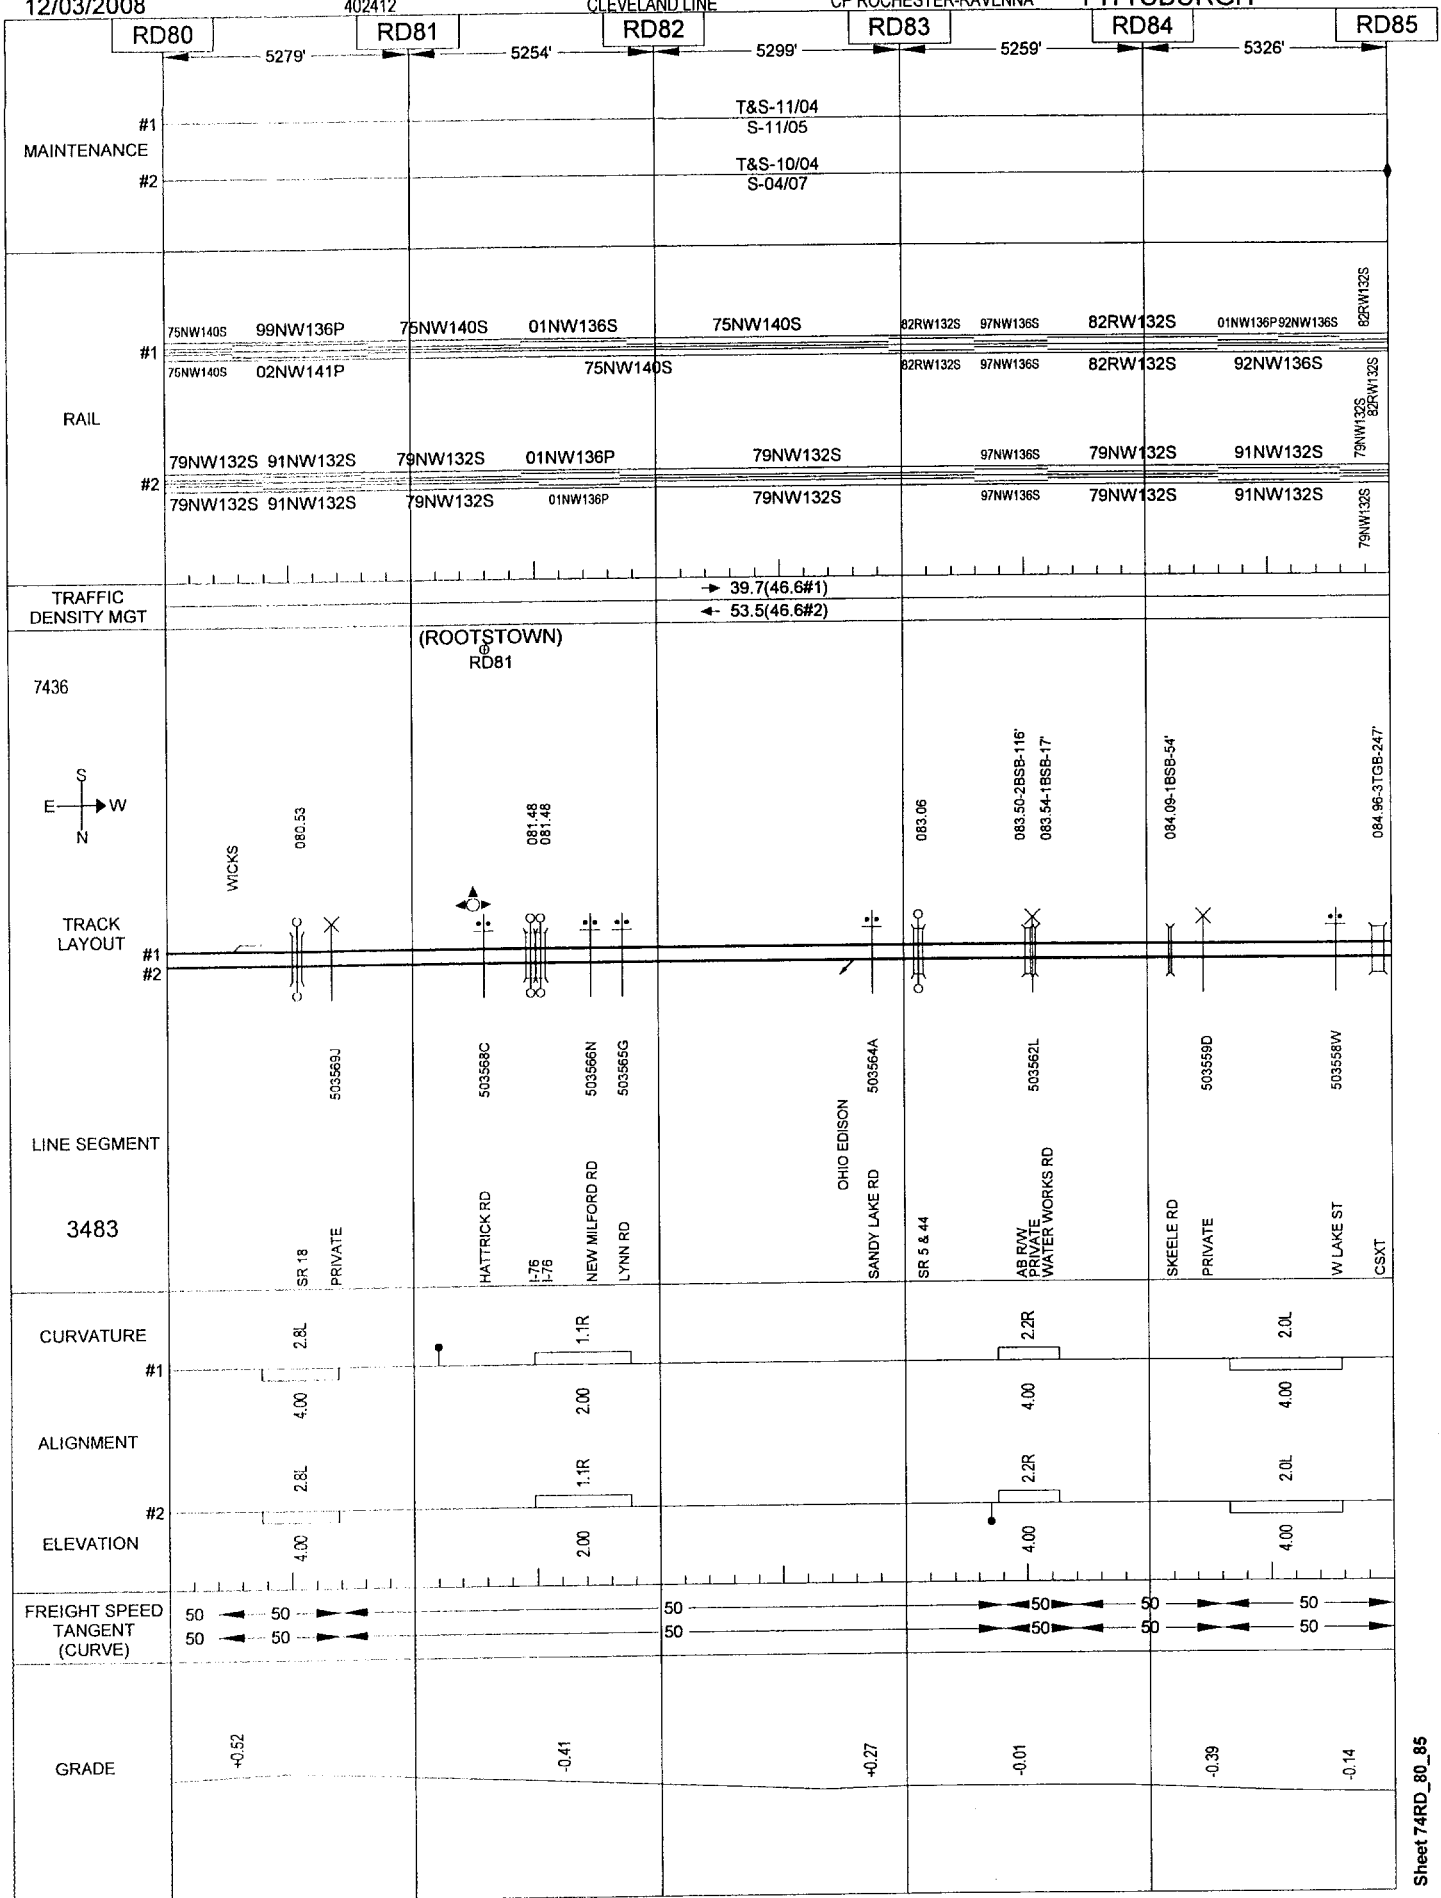 12/03/2008 402412 CLEVELAND LINE CP ROCHESTER-RAVENNA PITTSBURGH
RD80 RD81 RD82 RD83 RD84 RD85
5279' 5254' 5299' 5259' 5326'
T&S-11/04
#1
S-11/05
MAINTENANCE
T&S-10/04
#2
S-04/07
82RW132S
75NW140S 99NW136P 75NW140S 01NW136S 75NW140S 82RW132S 97NW136S 82RW132S 01NW136P 92NW136S
#1
75NW140S 02NW141P 75NW140S 82RW132S 97NW136S 82RW132S 92NW136S
82RW132S
RAIL
79NW132S
79NW132S 91NW132S 79NW132S 01NW136P 79NW132S 97NW136S 79NW132S 91NW132S
#2
79NW132S 91NW132S 79NW132S 01NW136P 79NW132S 97NW136S 79NW132S 91NW132S
79NW132S
TRAFFIC
DENSITY MGT
39.7(46.6#1)
53.5(46.6#2)
(ROOTSTOWN)
RD81
7436
S
E W
N
WICKS
080.53
081.48
081.48
083.06
083.50-2BSB-116'
083.54-1BSB-17'
084.09-1BSB-54'
084.96-3TGB-247'
TRACK
LAYOUT
#1
#2
503569J
503568C
503566N
503565G
503564A
503562L
503559D
503558W
LINE SEGMENT
3483
SR 18
PRIVATE
HATTRICK RD
I-76
I-76
NEW MILFORD RD
LYNN RD
OHIO EDISON
SANDY LAKE RD
SR 5 & 44
AB R/W
PRIVATE
WATER WORKS RD
SKEELE RD
PRIVATE
W LAKE ST
CSXT
CURVATURE
2.8L 1.1R 2.2R 2.0L
#1
4.00 2.00 4.00 4.00
ALIGNMENT
2.8L 1.1R 2.2R 2.0L
#2
ELEVATION
4.00 2.00 4.00 4.00
FREIGHT SPEED
TANGENT
(CURVE)
50 50 50 50 50 50
50 50 50 50 50 50
GRADE
+0.52 -0.41 +0.27 -0.01 -0.39 -0.14
Sheet 74RD_80_85